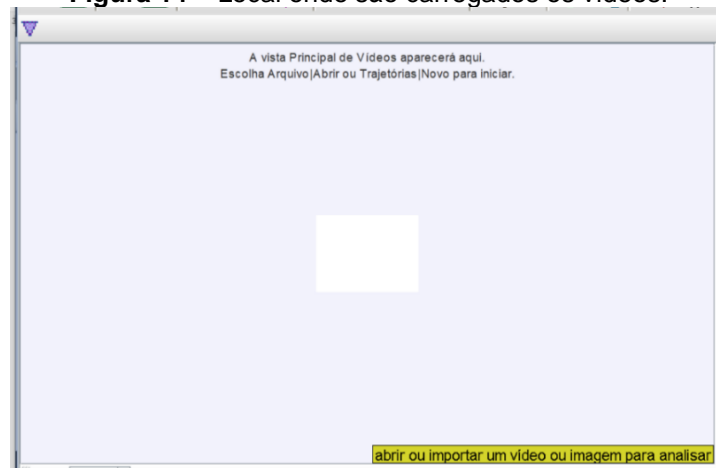 A vista Principal de Vídeos aparecerá aqui.
Escolha Arquivo|Abrir ou Trajetórias|Novo para iniciar.
abrir ou importar um vídeo ou imagem para analisar